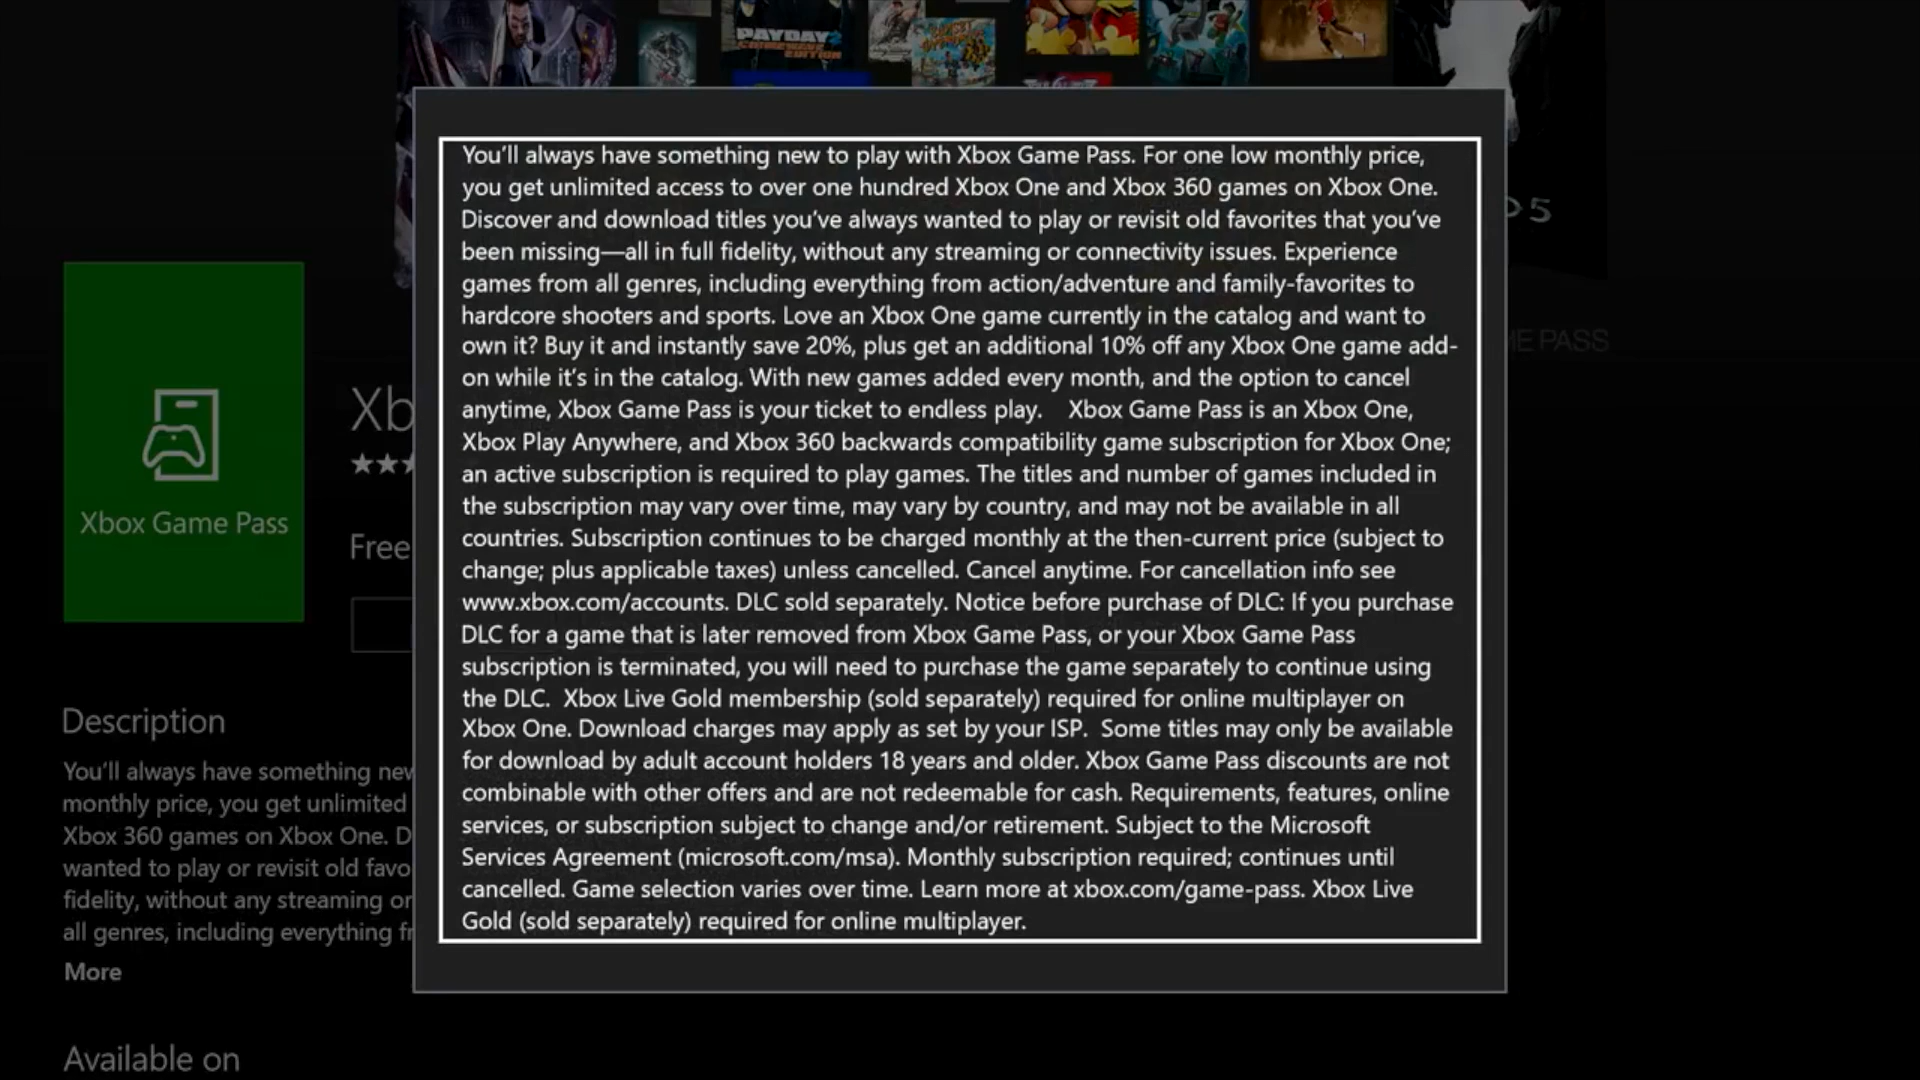 PAYDAY 2
CRIMEWAVE
EDITION
You'll always have something new to play with Xbox Game Pass. For one low monthly price,
you get unlimited access to over one hundred Xbox One and Xbox 360 games on Xbox One.
Discover and download titles you've always wanted to play or revisit old favorites that you've
been missing—all in full fidelity, without any streaming or connectivity issues. Experience
games from all genres, including everything from action/adventure and family-favorites to
hardcore shooters and sports. Love an Xbox One game currently in the catalog and want to
own it? Buy it and instantly save 20%, plus get an additional 10% off any Xbox One game add-
on while it's in the catalog. With new games added every month, and the option to cancel
anytime, Xbox Game Pass is your ticket to endless play.    Xbox Game Pass is an Xbox One,
Xbox Play Anywhere, and Xbox 360 backwards compatibility game subscription for Xbox One;
an active subscription is required to play games. The titles and number of games included in
the subscription may vary over time, may vary by country, and may not be available in all
countries. Subscription continues to be charged monthly at the then-current price (subject to
change; plus applicable taxes) unless cancelled. Cancel anytime. For cancellation info see
www.xbox.com/accounts. DLC sold separately. Notice before purchase of DLC: If you purchase
DLC for a game that is later removed from Xbox Game Pass, or your Xbox Game Pass
subscription is terminated, you will need to purchase the game separately to continue using
the DLC.  Xbox Live Gold membership (sold separately) required for online multiplayer on
Xbox One. Download charges may apply as set by your ISP.  Some titles may only be available
for download by adult account holders 18 years and older. Xbox Game Pass discounts are not
combinable with other offers and are not redeemable for cash. Requirements, features, online
services, or subscription subject to change and/or retirement. Subject to the Microsoft
Services Agreement (microsoft.com/msa). Monthly subscription required; continues until
cancelled. Game selection varies over time. Learn more at xbox.com/game-pass. Xbox Live
Gold (sold separately) required for online multiplayer.
5
PASS
Xbox Game Pass
Xb
Free
Description
You'll always have something new
monthly price, you get unlimited
Xbox 360 games on Xbox One. D
wanted to play or revisit old favo
fidelity, without any streaming or
all genres, including everything fr
More
Available on